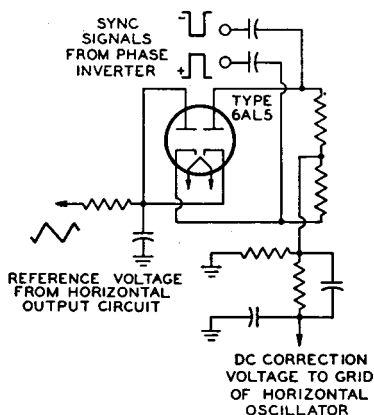 SYNC
SIGNALS
FROM PHASE
INVERTER
−
+
TYPE
6AL5
REFERENCE VOLTAGE
FROM HORIZONTAL
OUTPUT CIRCUIT
DC CORRECTION
VOLTAGE TO GRID
OF HORIZONTAL
OSCILLATOR